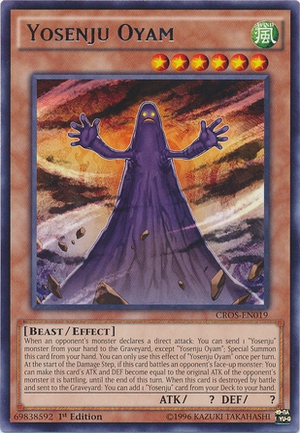 YOSENJU OYAM
WIND
風
CROS-EN019
[BEAST / EFFECT]
When an opponent's monster declares a direct attack: You can send 1 "Yosenju"
monster from your hand to the Graveyard, except "Yosenju Oyam"; Special Summon
this card from your hand. You can only use this effect of "Yosenju Oyam" once per turn.
At the start of the Damage Step, if this card battles an opponent's face-up monster: You
can make this card's ATK and DEF become equal to the original ATK of the opponent's
monster it is battling, until the end of this turn. When this card is destroyed by battle
and sent to the Graveyard: You can add 1 "Yosenju" card from your Deck to your hand.
ATK/ ? DEF/ ?
69838592 1st Edition ©1996 KAZUKI TAKAHASHI